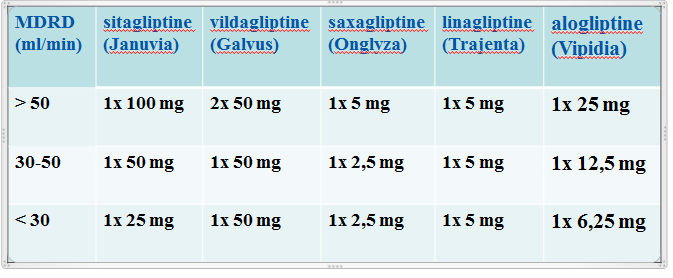 MDRD (ml/min) sitagliptine (Januvia) vildagliptine (Galvus) saxagliptine (Onglvza) linagliptine (Trajenta) alogliptine (Vipidia)
> 50 1x 100 mg 2x 50 mg 1x 5 mg 1x 5 mg 1x 25 mg
30-50 1x 50 mg 1x 50 mg 1x 2,5 mg 1x 5 mg 1x 12,5 mg
< 30 1x 25 mg 1x 50 mg 1x 2,5 mg 1x 5 mg 1x 6,25 mg